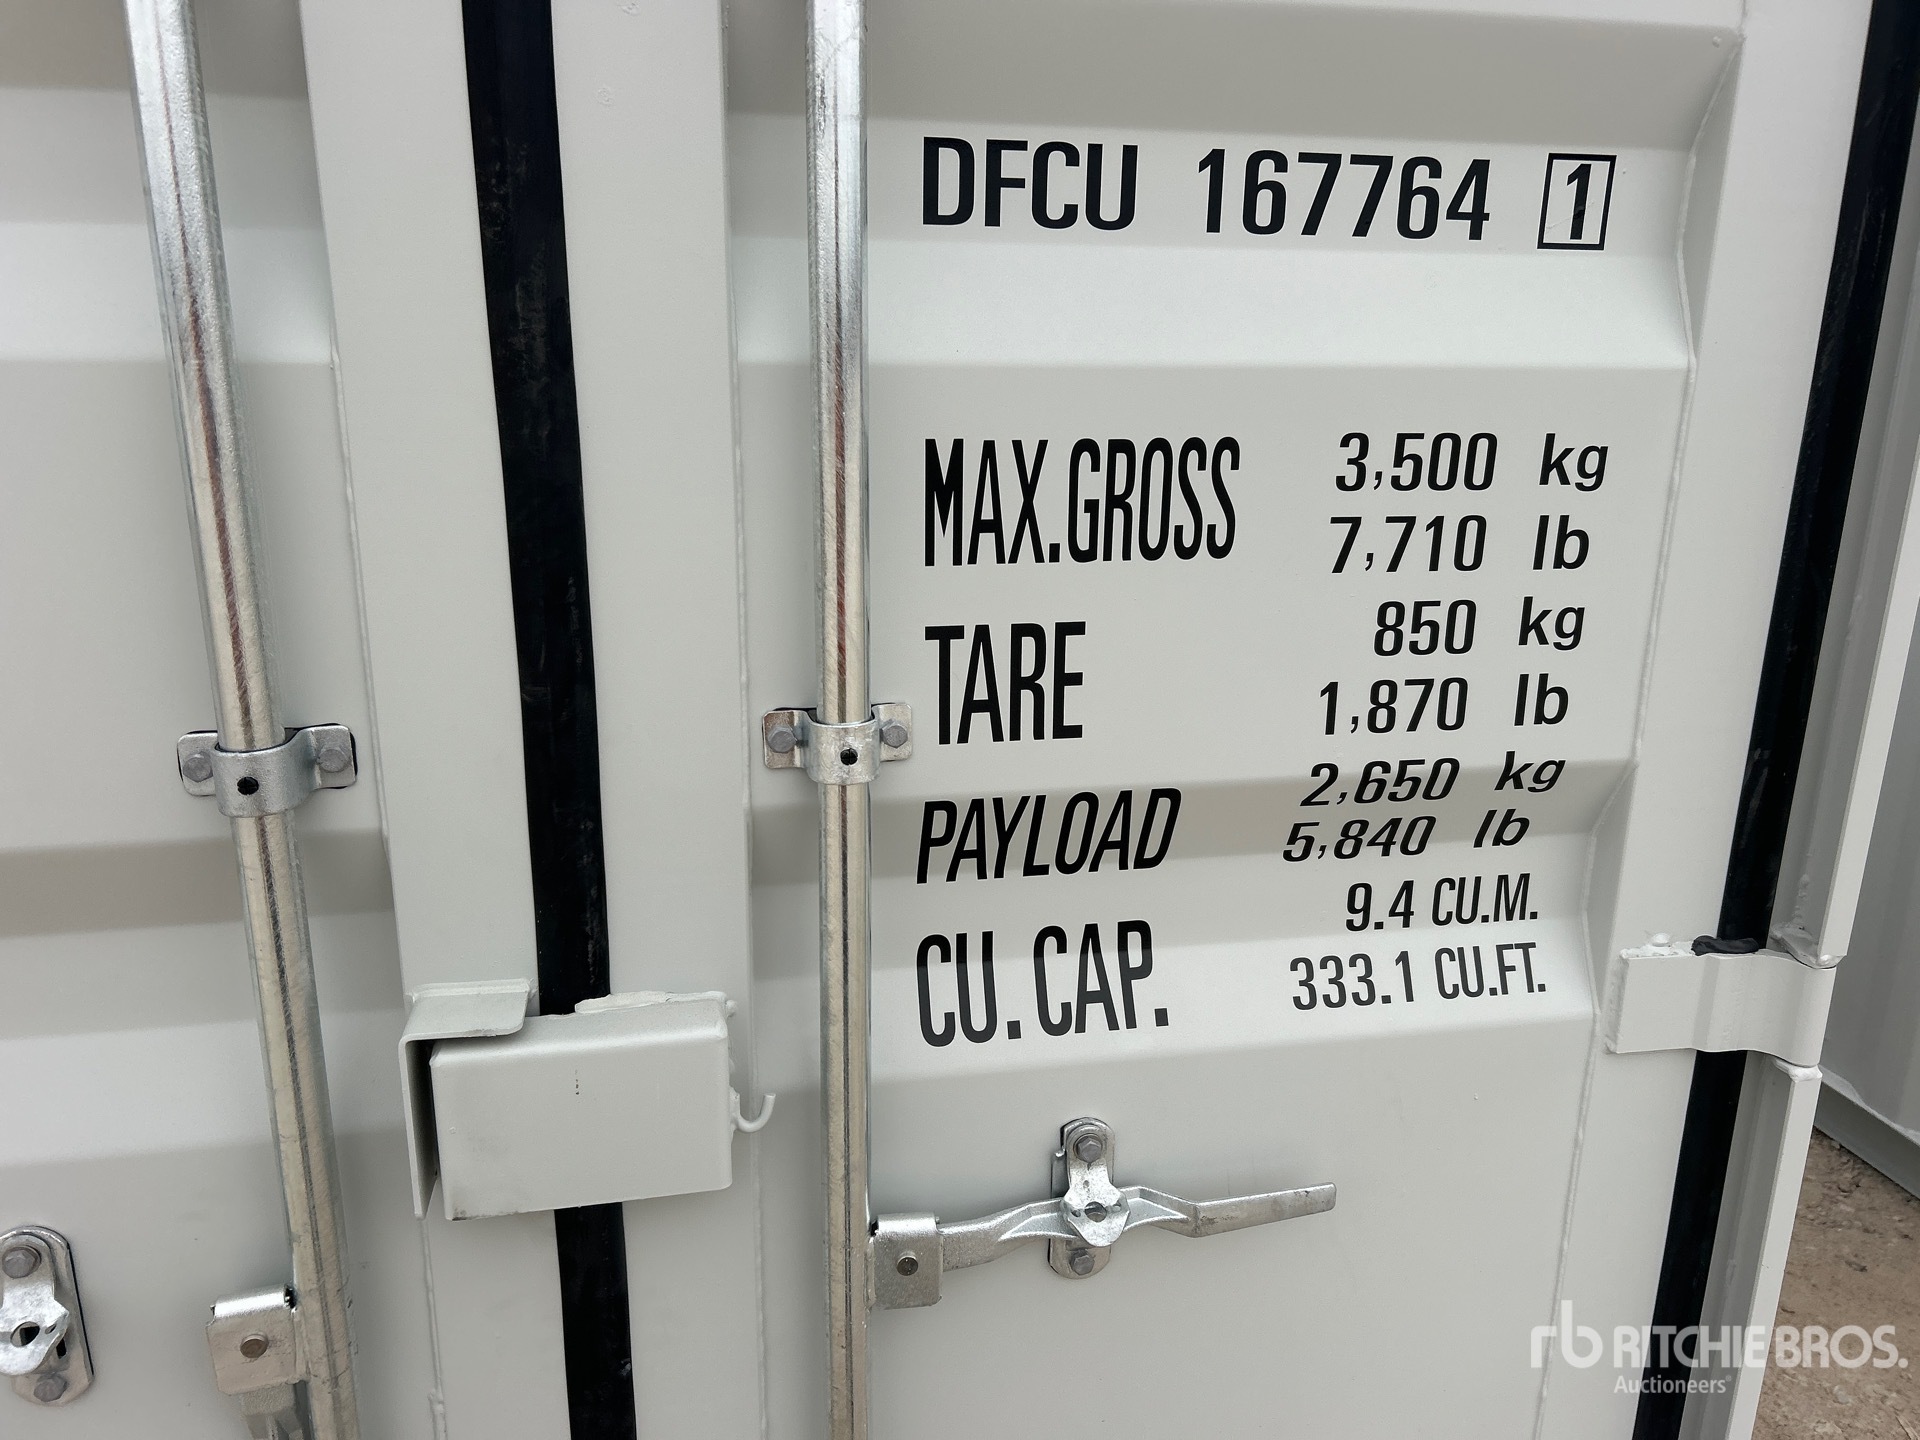 DFCU 167764 1
MAX.GROSS 3,500 kg
7,710 lb
TARE 850 kg
1,870 lb
PAYLOAD 2,650 kg
5,840 lb
CU.CAP. 9.4 CU.M.
333.1 CU.FT.
rb RITCHIE BROS.
Auctioneers